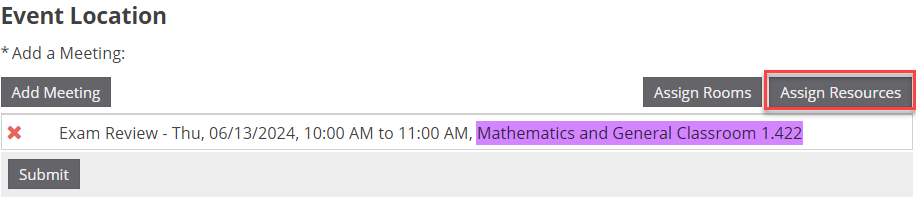 Event Location
* Add a Meeting:
Add Meeting
Assign Rooms
Assign Resources
Exam Review - Thu, 06/13/2024, 10:00 AM to 11:00 AM, Mathematics and General Classroom 1.422
Submit